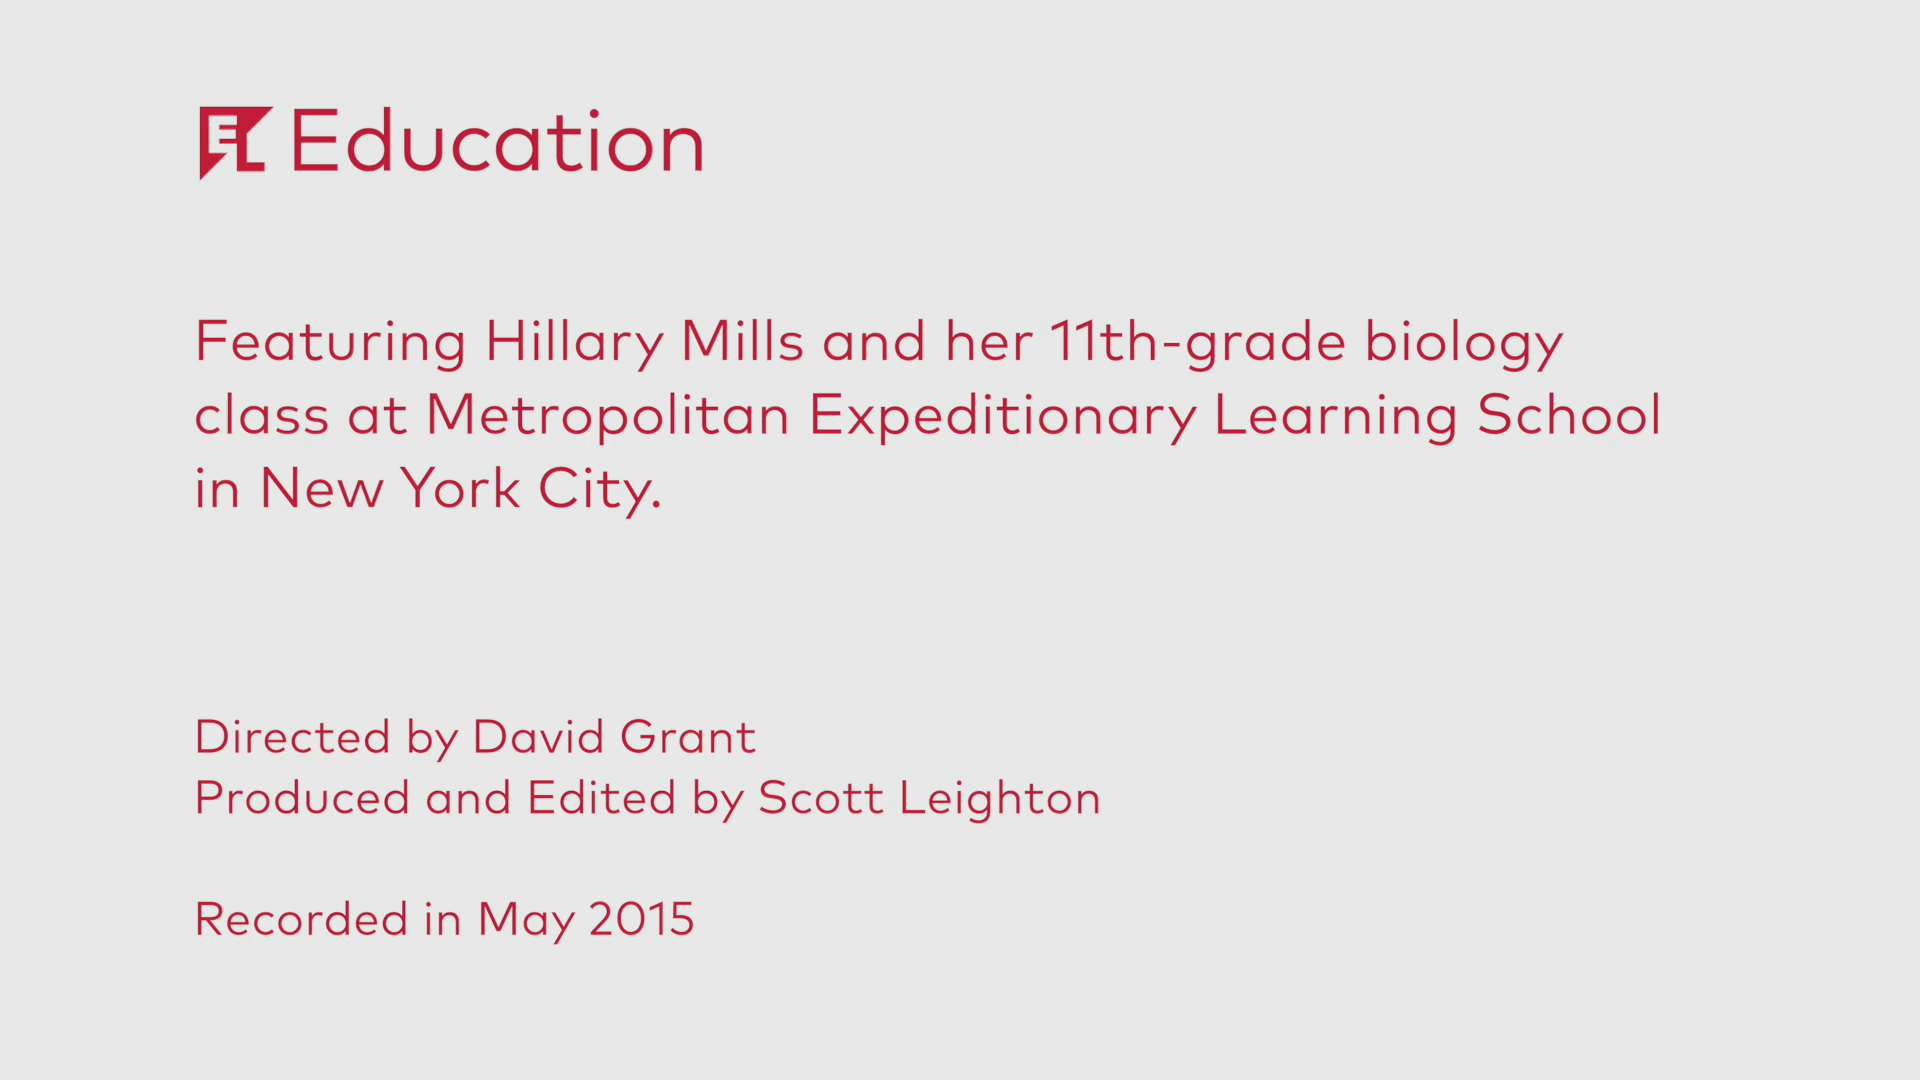 EL Education
Featuring Hillary Mills and her 11th-grade biology
class at Metropolitan Expeditionary Learning School
in New York City.
Directed by David Grant
Produced and Edited by Scott Leighton
Recorded in May 2015